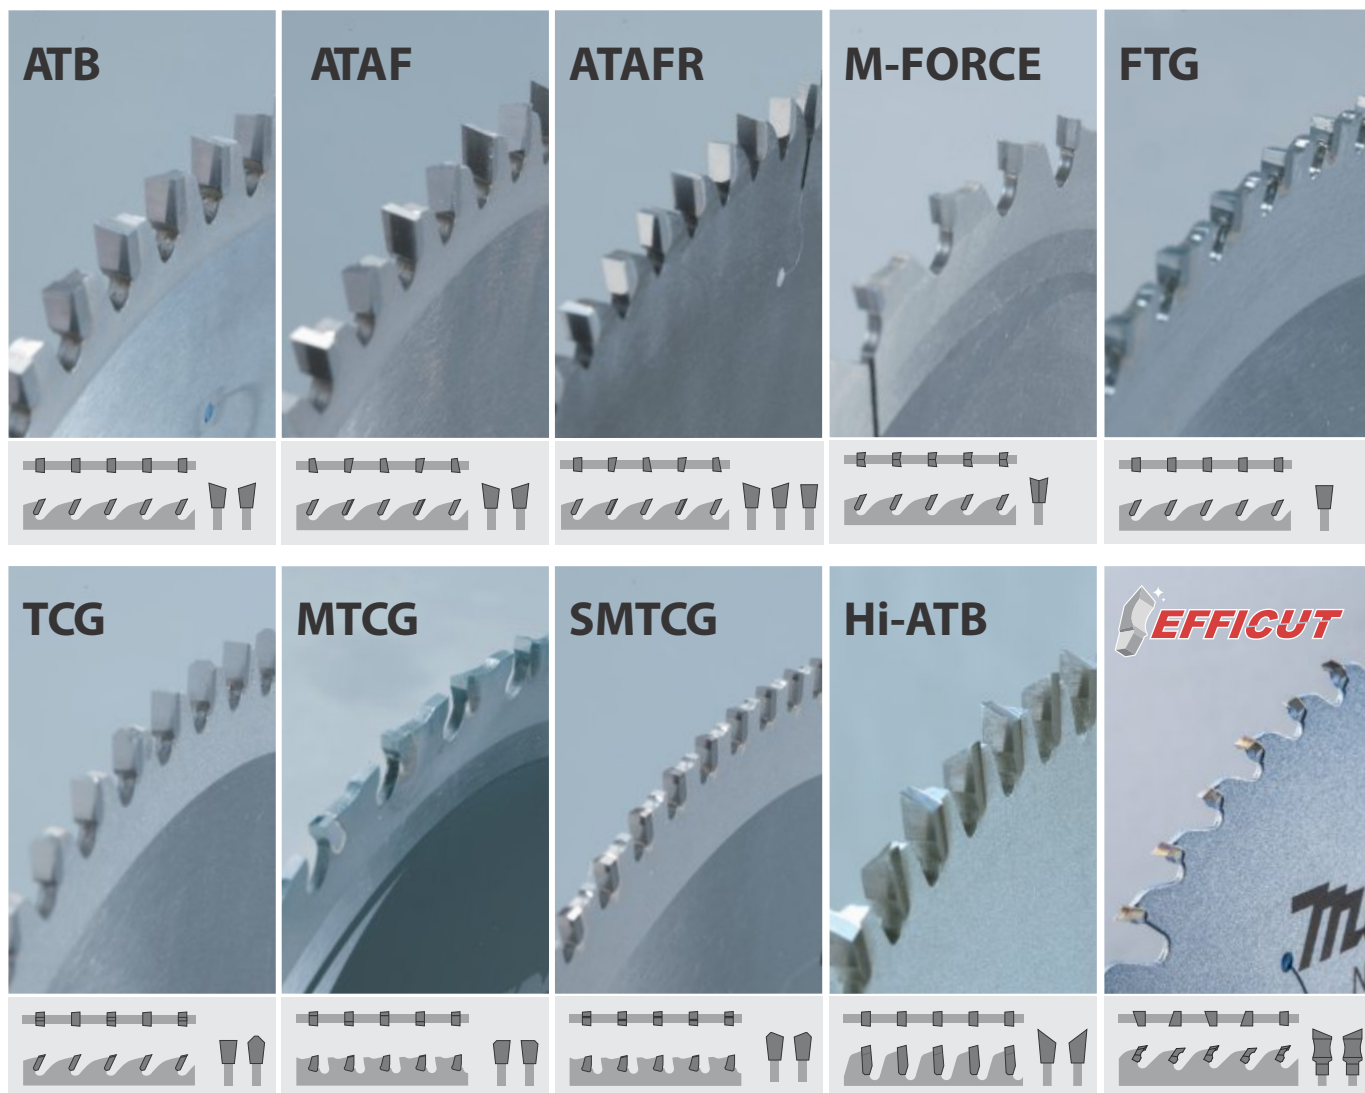 ATB
ATAF
ATAFR
M-FORCE
FTG
TCG
MTCG
SMTCG
Hi-ATB
EFFICUT